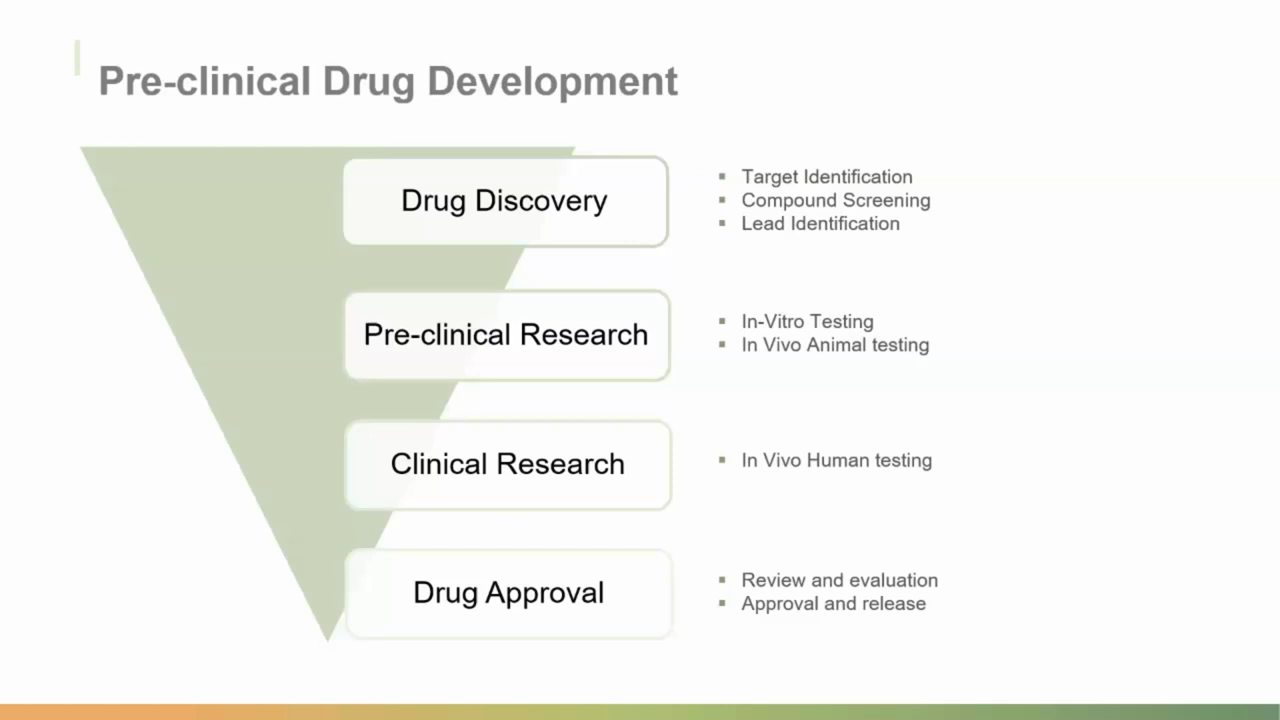 Pre-clinical Drug Development
Drug Discovery
Target Identification
Compound Screening
Lead Identification
Pre-clinical Research
In-Vitro Testing
In Vivo Animal testing
Clinical Research
In Vivo Human testing
Drug Approval
Review and evaluation
Approval and release